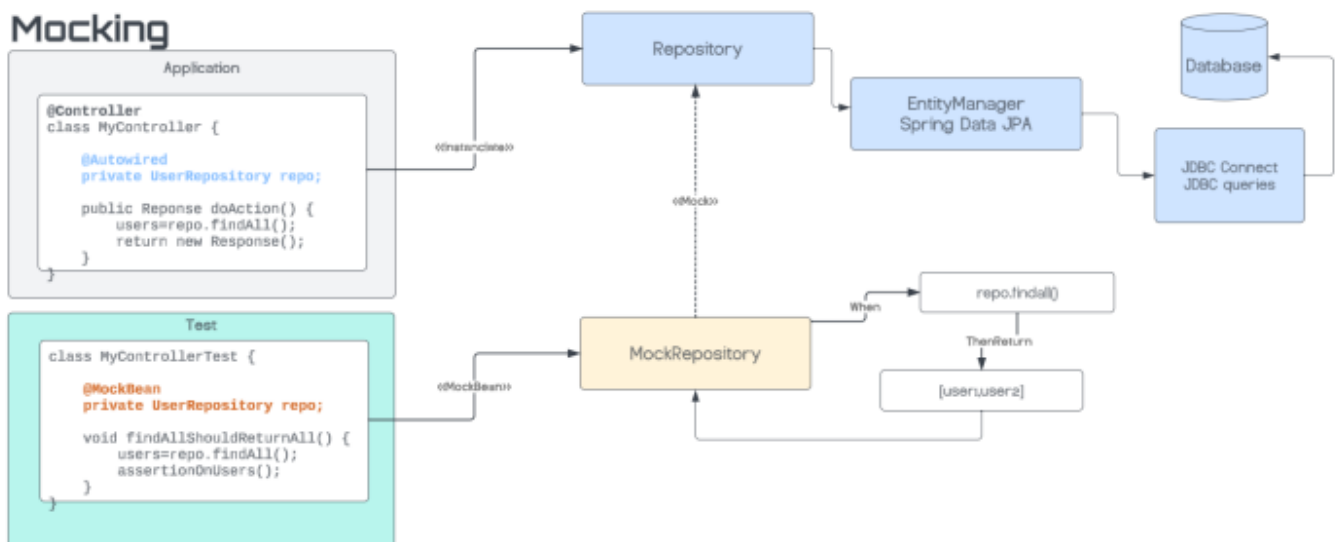 Mocking
Application
@Controller
class MyController {
@Autowired
private UserRepository repo;
public Reponse doAction() {
users=repo.findAll();
return new Response();
}
}
Test
class MyControllerTest {
@MockBean
private UserRepository repo;
void findAllShouldReturnAll() {
users=repo.findAll();
assertionOnUsers();
}
}
<<Instanciate>>
<<MockBean>>
Repository
<<Mock>>
MockRepository
EntityManager
Spring Data JPA
Database
JDBC Connect
JDBC queries
When
repo.findall()
ThenReturn
[user1,user2]